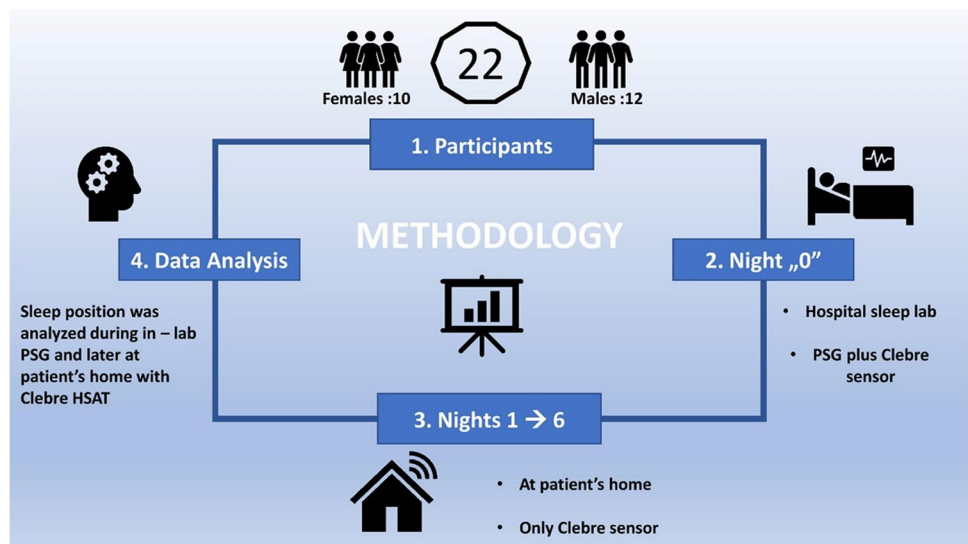 22
Females :10
Males :12
1. Participants
METHODOLOGY
4. Data Analysis
2. Night „0”
Sleep position was
analyzed during in – lab
PSG and later at
patient’s home with
Clebre HSAT
• Hospital sleep lab
• PSG plus Clebre
sensor
3. Nights 1 → 6
• At patient’s home
• Only Clebre sensor